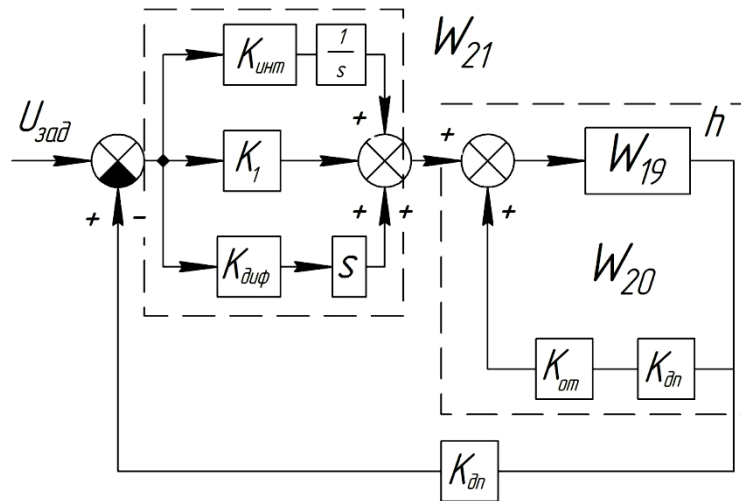 W21
Uзад
Kинт
1
s
+
K1
+ -
+ +
Kдиф
s
+
+
W19
h
W20
Kот
Kдп
Kдп